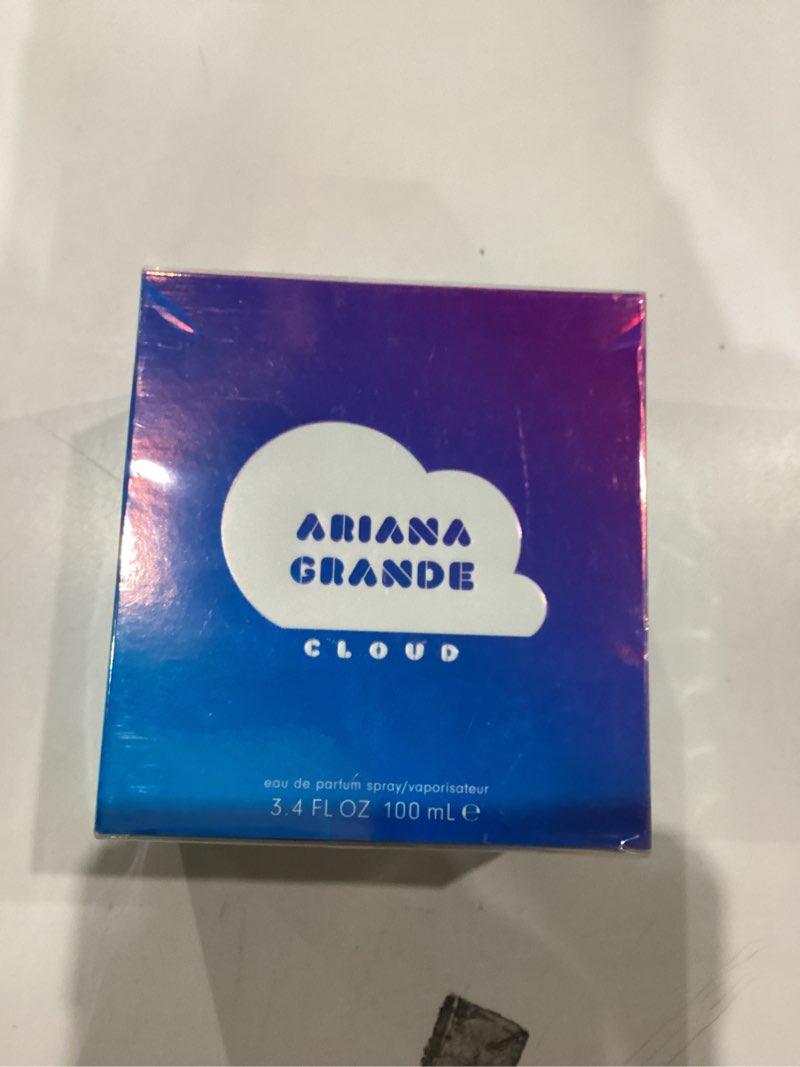 ARIANA
GRANDE
CLOUD
eau de parfum spray/vaporisateur
3.4 FL OZ 100 mL ℮